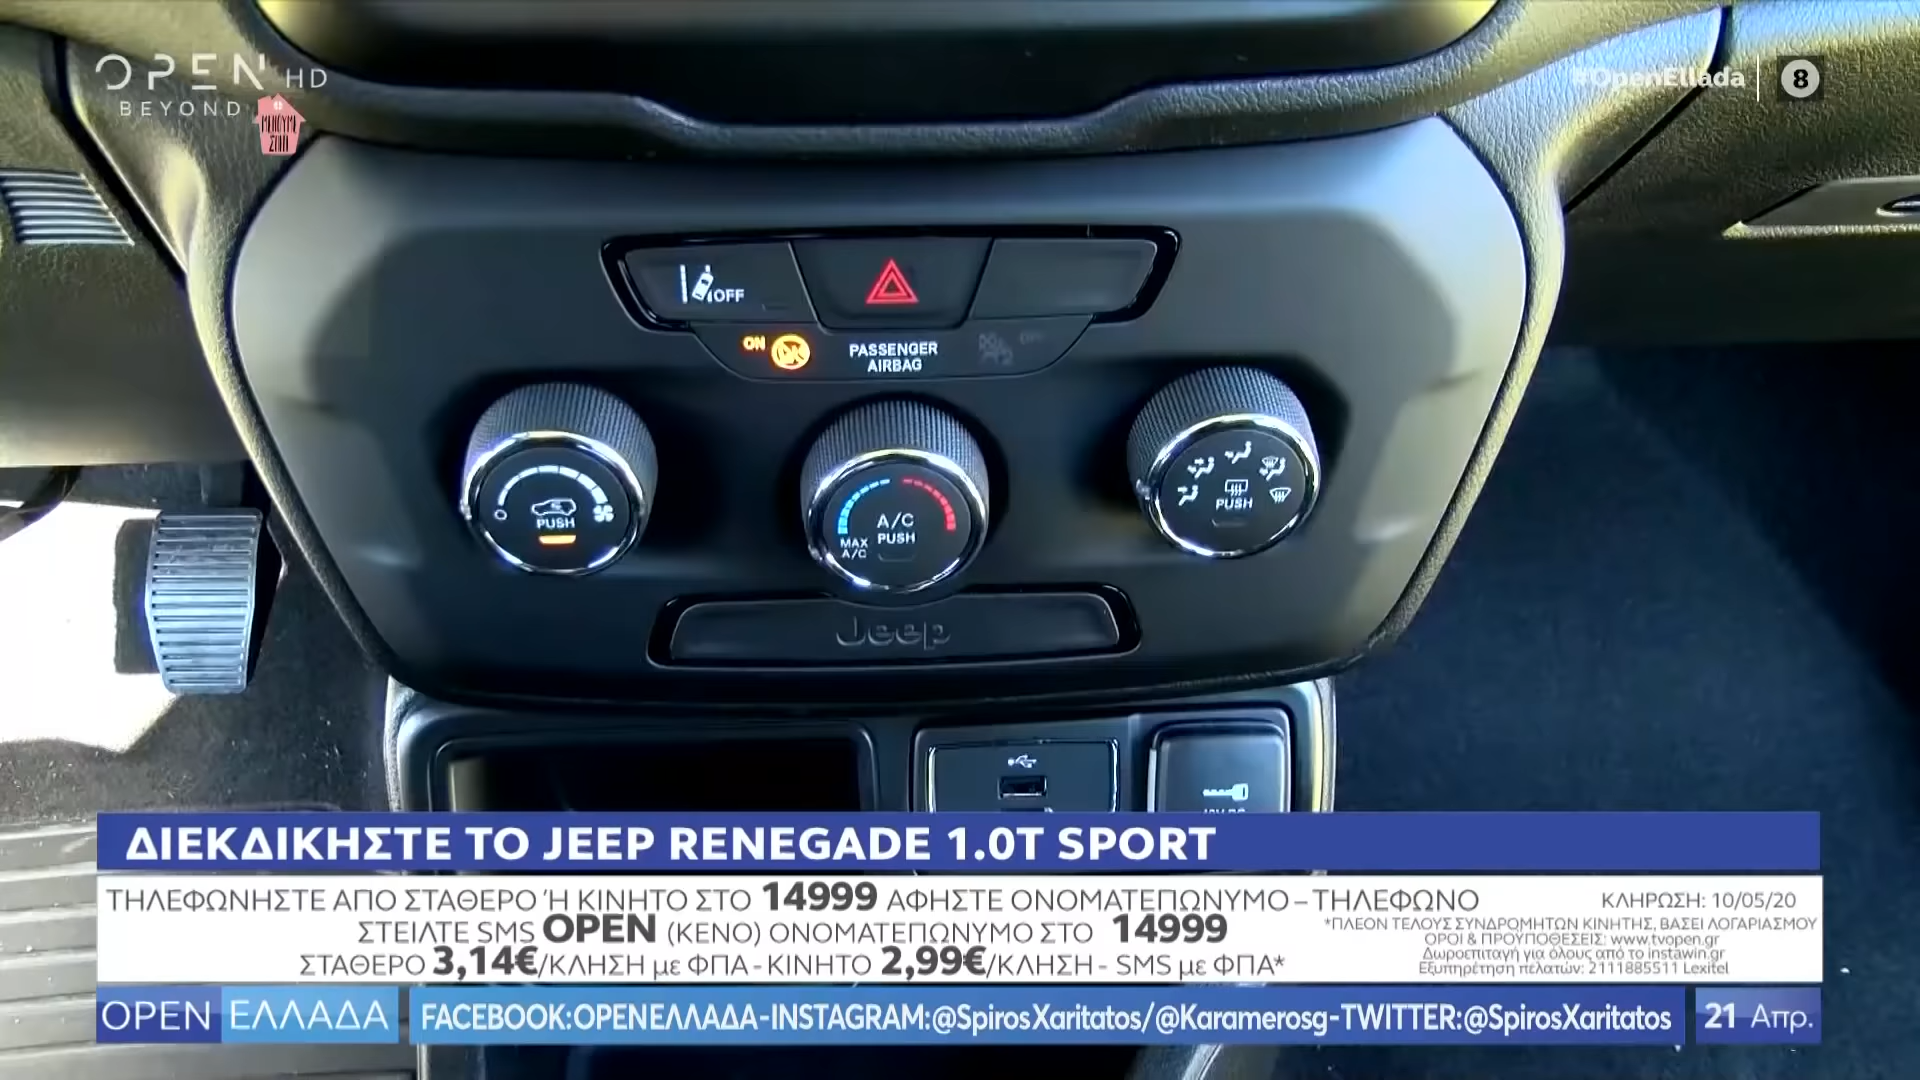 OPEN HD
BEYOND
ΜΕΝΟΥΜΕ
ΣΠΙΤΙ
#OpenEllada
8
OFF
ON
PASSENGER
AIRBAG
PUSH
A/C
PUSH
MAX
A/C
PUSH
Jeep
ΔΙΕΚΔΙΚΗΣΤΕ ΤΟ JEEP RENEGADE 1.0T SPORT
ΤΗΛΕΦΩΝΗΣΤΕ ΑΠΟ ΣΤΑΘΕΡΟ Ή ΚΙΝΗΤΟ ΣΤΟ 14999 ΑΦΗΣΤΕ ΟΝΟΜΑΤΕΠΩΝΥΜΟ – ΤΗΛΕΦΩΝΟ
ΣΤΕΙΛΤΕ SMS OPEN (ΚΕΝΟ) ΟΝΟΜΑΤΕΠΩΝΥΜΟ ΣΤΟ 14999
ΣΤΑΘΕΡΟ 3,14€/ΚΛΗΣΗ με ΦΠΑ - ΚΙΝΗΤΟ 2,99€/ΚΛΗΣΗ - SMS με ΦΠΑ*
ΚΛΗΡΩΣΗ: 10/05/20
*ΠΛΕΟΝ ΤΕΛΟΥΣ ΣΥΝΔΡΟΜΗΤΩΝ ΚΙΝΗΤΗΣ, ΒΑΣΕΙ ΛΟΓΑΡΙΑΣΜΟΥ
ΟΡΟΙ & ΠΡΟΫΠΟΘΕΣΕΙΣ: www.tvopen.gr
Δωροεπιταγή για όλους από το instawin.gr
Εξυπηρέτηση πελατών: 2111885511 Lexitel
OPEN ΕΛΛΑΔΑ
FACEBOOK:OPENΕΛΛΑΔΑ-INSTAGRAM:@SpirosXaritatos/@Karamerosg-TWITTER:@SpirosXaritatos
21 Απρ.